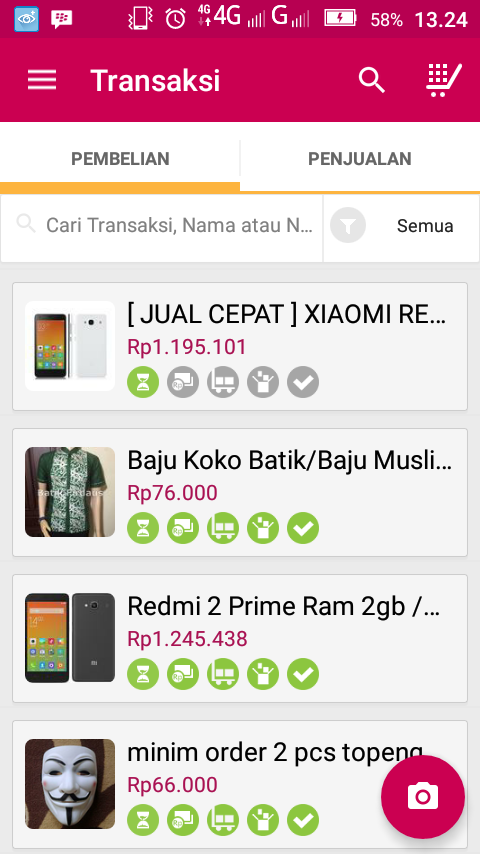 4G 4G G 58% 13.24
Transaksi
PEMBELIAN PENJUALAN
Cari Transaksi, Nama atau N... Semua
[ JUAL CEPAT ] XIAOMI RE...
Rp1.195.101
Baju Koko Batik/Baju Musli...
Rp76.000
Redmi 2 Prime Ram 2gb /...
Rp1.245.438
minim order 2 pcs topeng
Rp66.000